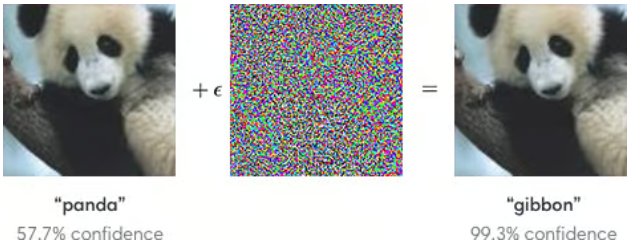 + ϵ
=
“panda”
“gibbon”
57.7% confidence
99.3% confidence